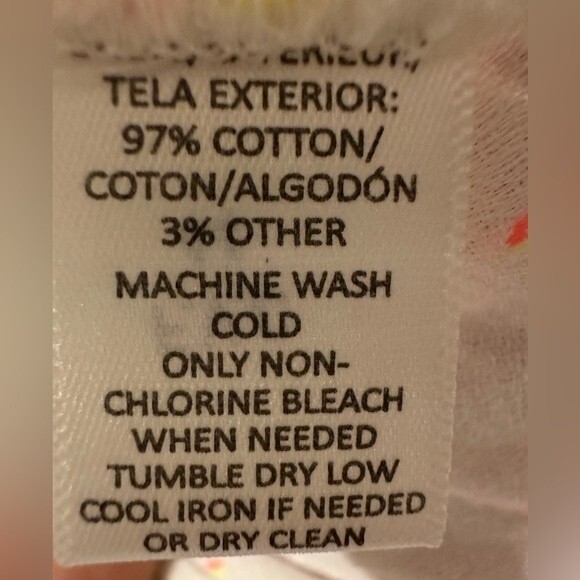 TELA EXTERIOR:
97% COTTON/
COTON/ALGODÓN
3% OTHER
MACHINE WASH
COLD
ONLY NON-
CHLORINE BLEACH
WHEN NEEDED
TUMBLE DRY LOW
COOL IRON IF NEEDED
OR DRY CLEAN